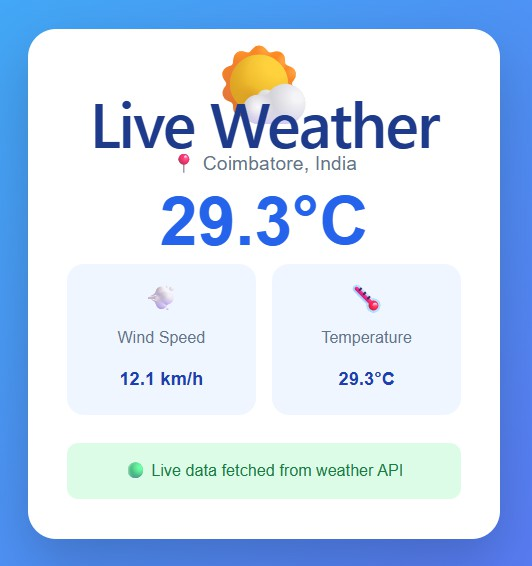 Live Weather
Coimbatore, India
29.3°C
Wind Speed
12.1 km/h
Temperature
29.3°C
Live data fetched from weather API